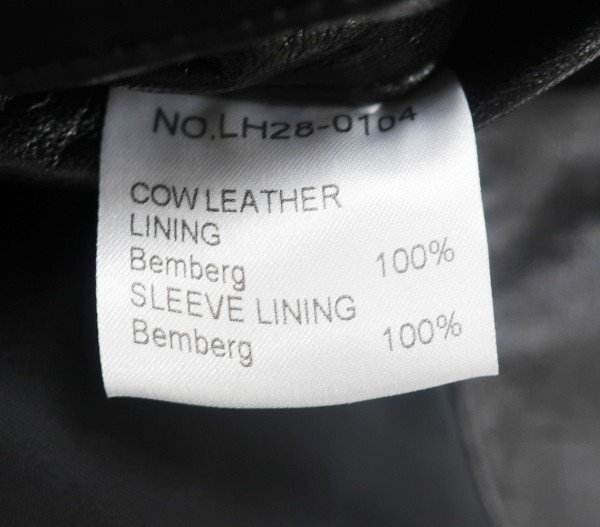 NO.LH28-0104
COW LEATHER
LINING
Bemberg 100%
SLEEVE LINING
Bemberg 100%